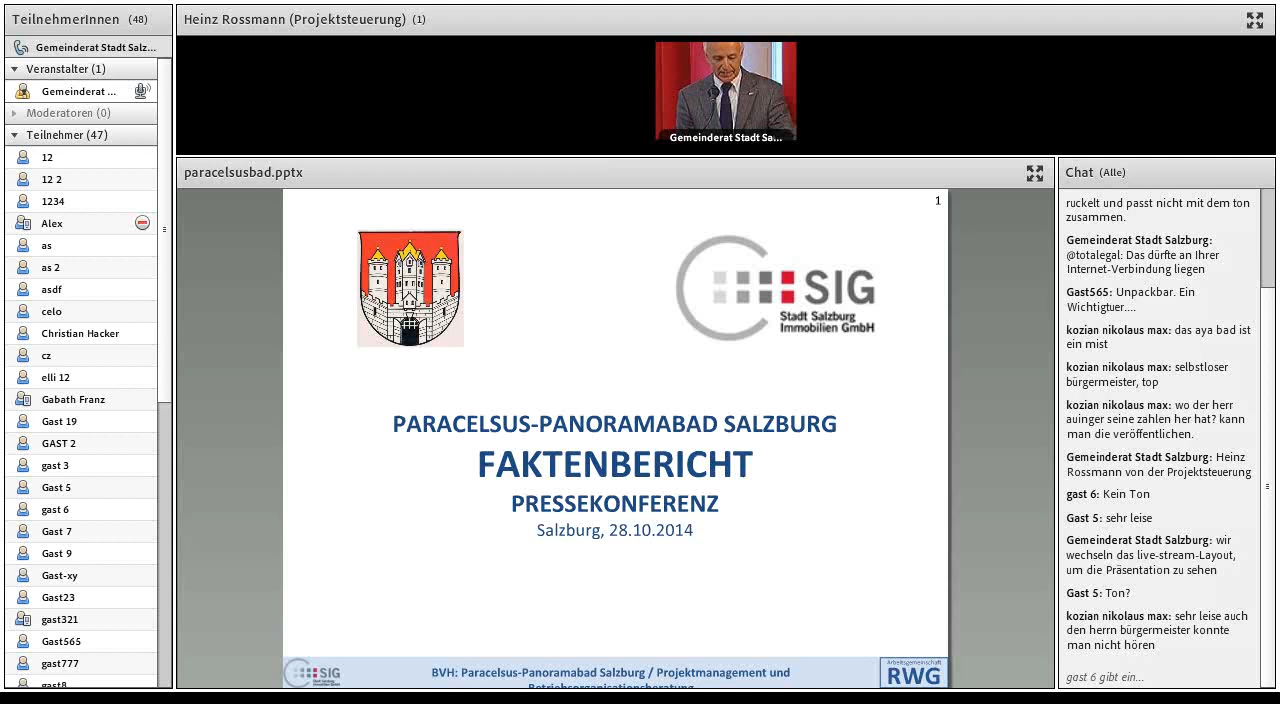 TeilnehmerInnen (48)
Gemeinderat Stadt Salz...
Veranstalter (1)
Gemeinderat ...
Moderatoren (0)
Teilnehmer (47)
12
12 2
1234
Alex
as
as 2
asdf
celo
Christian Hacker
cz
elli 12
Gabath Franz
Gast 19
GAST 2
gast 3
Gast 5
gast 6
Gast 7
Gast 9
Gast-xy
Gast23
gast321
Gast565
gast777
gast8
Heinz Rossmann (Projektsteuerung) (1)
Gemeinderat Stadt Sa...
paracelsusbad.pptx
1
SIG
Stadt Salzburg
Immobilien GmbH
PARACELSUS-PANORAMABAD SALZBURG
FAKTENBERICHT
PRESSEKONFERENZ
Salzburg, 28.10.2014
SIG
Stadt Salzburg
Immobilien GmbH
BVH: Paracelsus-Panoramabad Salzburg / Projektmanagement und
Betriebsorganisationsberatung
Arbeitsgemeinschaft
RWG
Chat (Alle)
ruckelt und passt nicht mit dem ton
zusammen.
Gemeinderat Stadt Salzburg:
@totalegal: Das dürfte an Ihrer
Internet-Verbindung liegen
Gast565: Unpackbar. Ein
Wichtigtuer....
kozian nikolaus max: das aya bad ist
ein mist
kozian nikolaus max: selbstloser
bürgermeister, top
kozian nikolaus max: wo der herr
auinger seine zahlen her hat? kann
man die veröffentlichen.
Gemeinderat Stadt Salzburg: Heinz
Rossmann von der Projektsteuerung
gast 6: Kein Ton
Gast 5: sehr leise
Gemeinderat Stadt Salzburg: wir
wechseln das live-stream-Layout,
um die Präsentation zu sehen
Gast 5: Ton?
kozian nikolaus max: sehr leise auch
den herrn bürgermeister konnte
man nicht hören
gast 6 gibt ein...